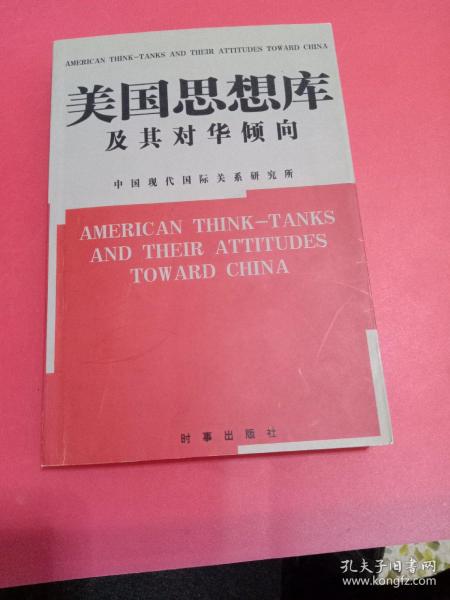 AMERICAN THINK-TANKS AND THEIR ATTITUDES TOWARD CHINA
美国思想库
及其对华倾向
中国现代国际关系研究所
AMERICAN THINK-TANKS
AND THEIR ATTITUDES
TOWARD CHINA
时事出版社
孔夫子旧书网
www.kongfz.com